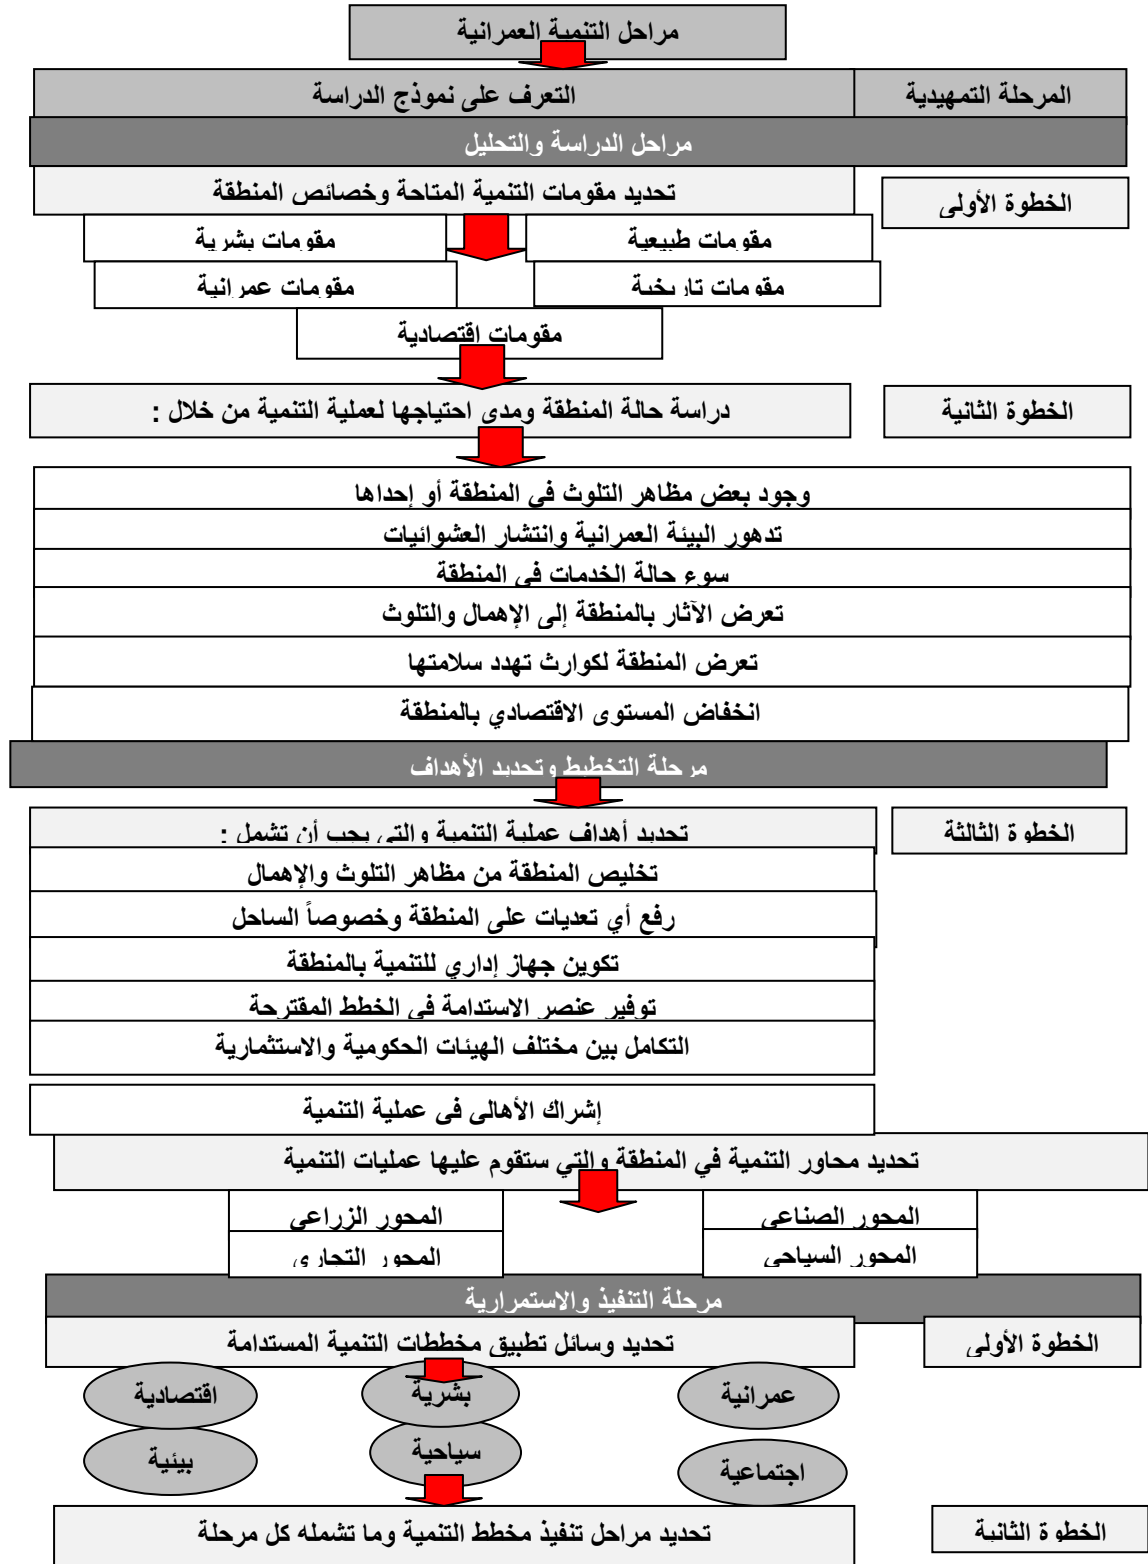 مراحل التنمية العمرانية
المرحلة التمهيدية
التعرف على نموذج الدراسة
مراحل الدراسة والتحليل
الخطوة الأولى
تحديد مقومات التنمية المتاحة وخصائص المنطقة
مقومات طبيعية
مقومات بشرية
مقومات تاريخية
مقومات عمرانية
مقومات اقتصادية
الخطوة الثانية
دراسة حالة المنطقة ومدى احتياجها لعملية التنمية من خلال :
وجود بعض مظاهر التلوث في المنطقة أو إحداها
تدهور البيئة العمرانية وانتشار العشوائيات
سوء حالة الخدمات في المنطقة
تعرض الآثار بالمنطقة إلى الإهمال والتلوث
تعرض المنطقة لكوارث تهدد سلامتها
انخفاض المستوى الاقتصادي بالمنطقة
مرحلة التخطيط وتحديد الأهداف
الخطوة الثالثة
تحديد أهداف عملية التنمية والتي يجب أن تشمل :
تخليص المنطقة من مظاهر التلوث والإهمال
رفع أي تعديات على المنطقة وخصوصاً الساحل
تكوين جهاز إداري للتنمية بالمنطقة
توفير عنصر الاستدامة في الخطط المقترحة
التكامل بين مختلف الهيئات الحكومية والاستثمارية
إشراك الأهالى فى عملية التنمية
تحديد محاور التنمية في المنطقة والتي ستقوم عليها عمليات التنمية
المحور الصناعي
المحور الزراعي
المحور السياحي
المحور التجاري
مرحلة التنفيذ والاستمرارية
الخطوة الأولى
تحديد وسائل تطبيق مخططات التنمية المستدامة
عمرانية
بشرية
اقتصادية
اجتماعية
سياحية
بيئية
الخطوة الثانية
تحديد مراحل تنفيذ مخطط التنمية وما تشمله كل مرحلة